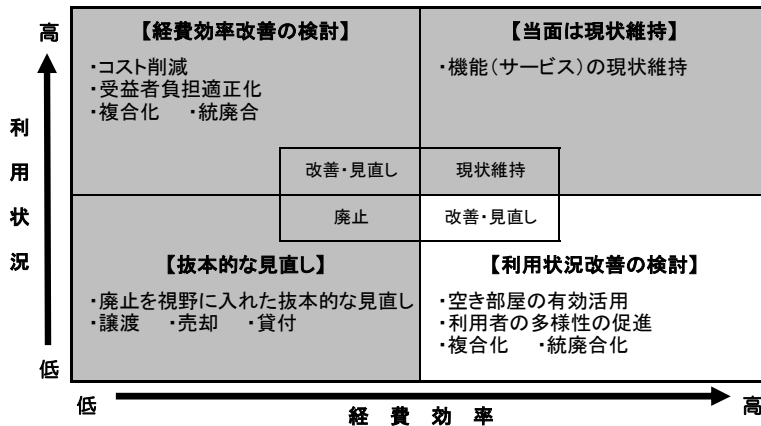 高
利
用
状
況
低
【経費効率改善の検討】
・コスト削減
・受益者負担適正化
・複合化　・統廃合
【当面は現状維持】
・機能(サービス)の現状維持
改善・見直し
現状維持
廃止
改善・見直し
【抜本的な見直し】
・廃止を視野に入れた抜本的な見直し
・譲渡　・売却　・貸付
【利用状況改善の検討】
・空き部屋の有効活用
・利用者の多様性の促進
・複合化　・統廃合化
低
経 費 効 率
高